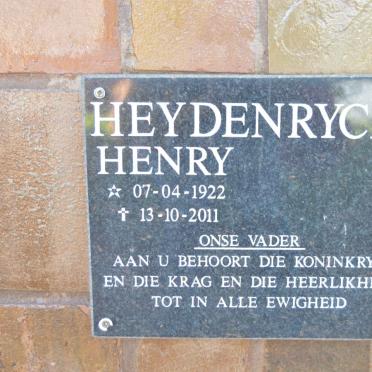 HEYDENRYC
HENRY
☆ 07-04-1922
✝ 13-10-2011
ONSE VADER
AAN U BEHOORT DIE KONINKRY
EN DIE KRAG EN DIE HEERLIKH
TOT IN ALLE EWIGHEID